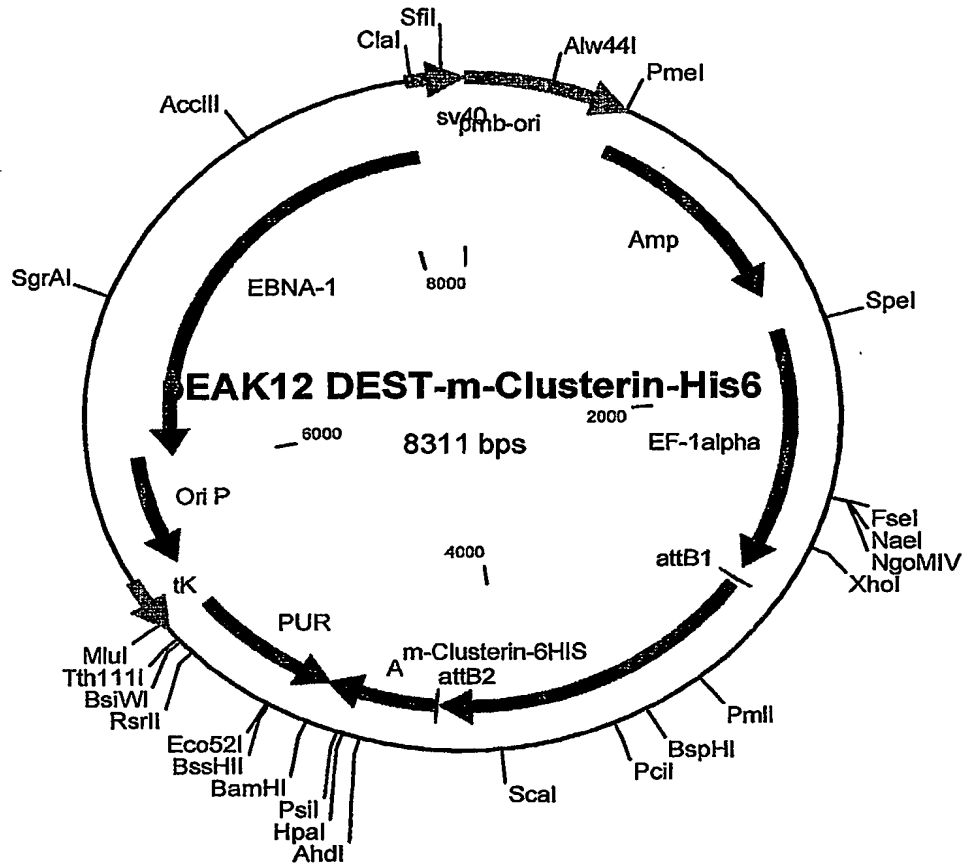 SfiI
ClaI
Alw44I
PmeI
AccIII
sv40
pmb-ori
Amp
8000
EBNA-1
SgrAI
SpeI
pEAK12 DEST-m-Clusterin-His6
2000
6000
8311 bps
EF-1alpha
Ori P
FseI
NaeI
NgoMIV
XhoI
4000
attB1
tK
PUR
m-Clusterin-6HIS
A
attB2
MluI
Tth111I
BsiWI
RsrII
PmlI
BspHI
PciI
Eco52I
BssHII
BamHI
PsiI
HpaI
AhdI
ScaI